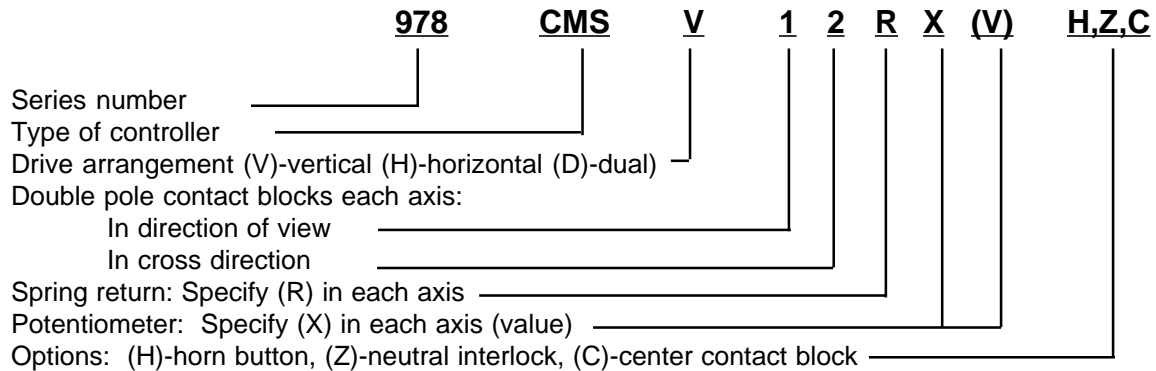 978 CMS V 1 2 R X (V) H,Z,C
Series number
Type of controller
Drive arrangement (V)-vertical (H)-horizontal (D)-dual)
Double pole contact blocks each axis:
In direction of view
In cross direction
Spring return: Specify (R) in each axis
Potentiometer: Specify (X) in each axis (value)
Options: (H)-horn button, (Z)-neutral interlock, (C)-center contact block